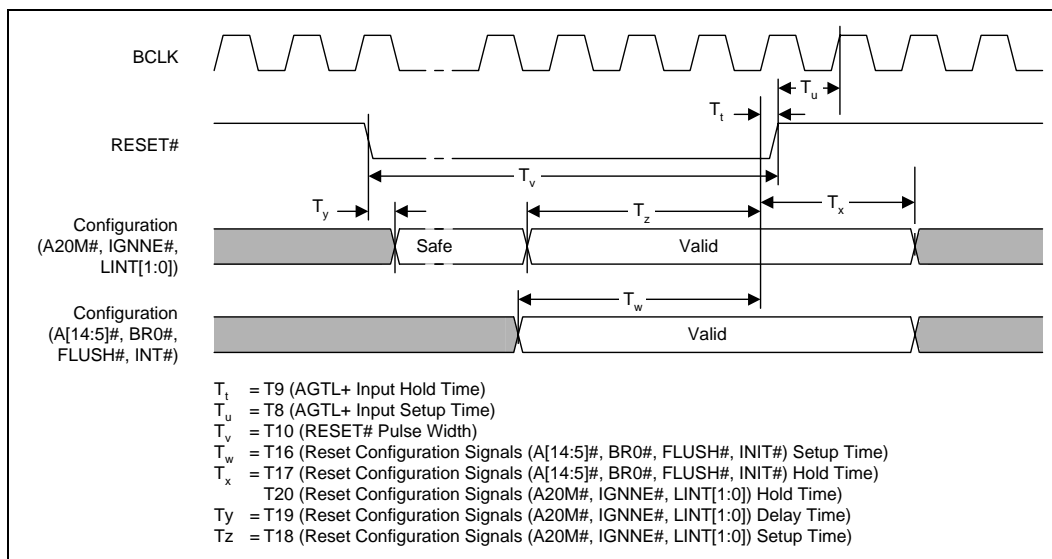 BCLK
T_u
T_t
RESET#
T_v
T_y
T_z
T_x
Configuration
(A20M#, IGNNE#,
LINT[1:0])
Safe
Valid
T_w
Configuration
(A[14:5]#, BR0#,
FLUSH#, INT#)
Valid
T_t = T9 (AGTL+ Input Hold Time)
T_u = T8 (AGTL+ Input Setup Time)
T_v = T10 (RESET# Pulse Width)
T_w = T16 (Reset Configuration Signals (A[14:5]#, BR0#, FLUSH#, INIT#) Setup Time)
T_x = T17 (Reset Configuration Signals (A[14:5]#, BR0#, FLUSH#, INIT#) Hold Time)
T20 (Reset Configuration Signals (A20M#, IGNNE#, LINT[1:0]) Hold Time)
Ty = T19 (Reset Configuration Signals (A20M#, IGNNE#, LINT[1:0]) Delay Time)
Tz = T18 (Reset Configuration Signals (A20M#, IGNNE#, LINT[1:0]) Setup Time)